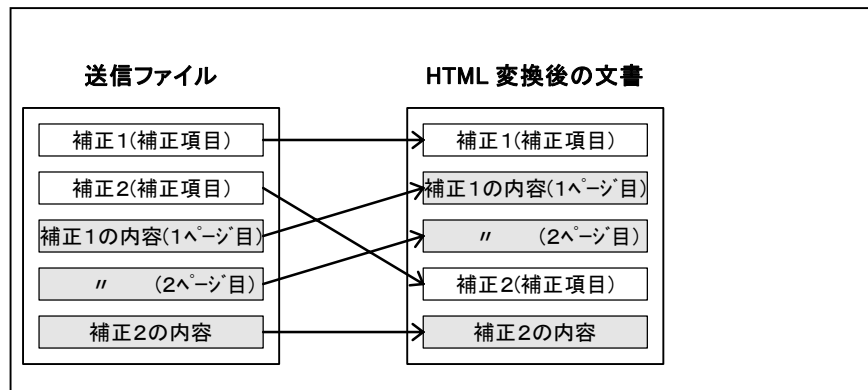 送信ファイル
補正1(補正項目)
補正2(補正項目)
補正1の内容(1ﾍﾟｰｼﾞ目)
〃 (2ﾍﾟｰｼﾞ目)
補正2の内容
HTML 変換後の文書
補正1(補正項目)
補正1の内容(1ﾍﾟｰｼﾞ目)
〃 (2ﾍﾟｰｼﾞ目)
補正2(補正項目)
補正2の内容